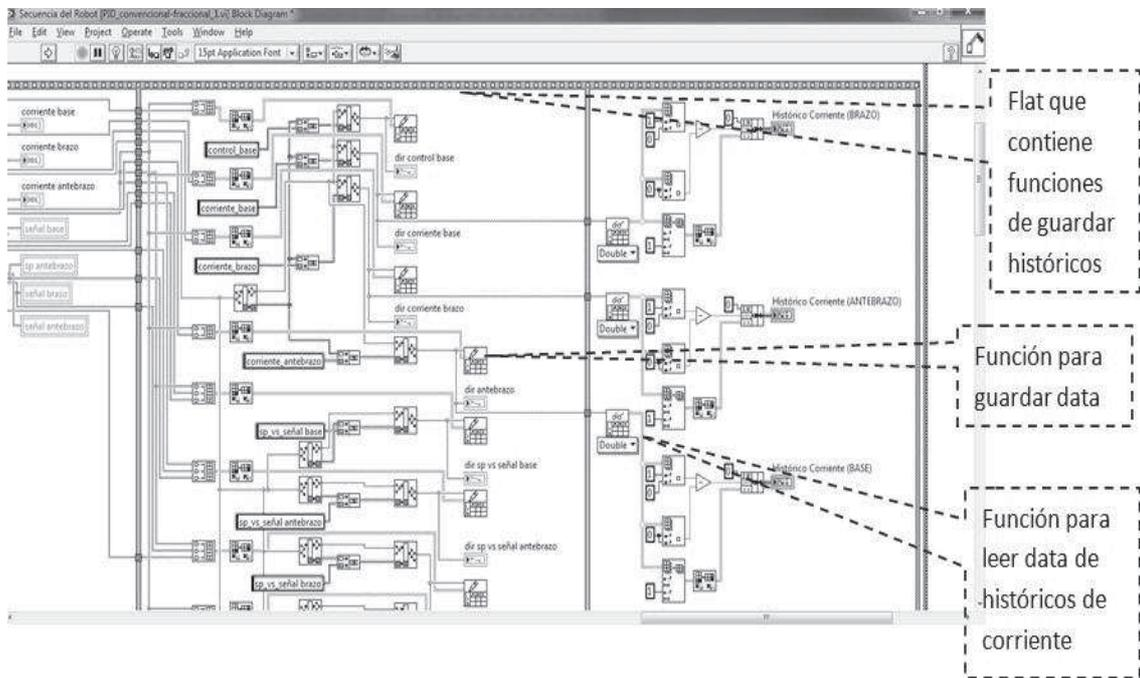 Secuencia del Robot [PID_convencional-fraccional_1.vi] Block Diagram *
File Edit View Project Operate Tools Window Help
15pt Application Font
corriente base
corriente brazo
corriente antebrazo
señal base
sp antebrazo
señal brazo
señal antebrazo
control_base
dir control base
corriente_base
dir corriente base
corriente_brazo
dir corriente brazo
corriente_antebrazo
dir antebrazo
sp_vs_señal base
dir sp vs señal base
sp_vs_señal antebrazo
dir sp vs señal antebrazo
sp_vs_señal brazo
Histórico Corriente (BRAZO)
Double
Histórico Corriente (ANTEBRAZO)
Double
Double
Histórico Corriente (BASE)
Flat que
contiene
funciones
de guardar
históricos
Función para
guardar data
Función para
leer data de
históricos de
corriente